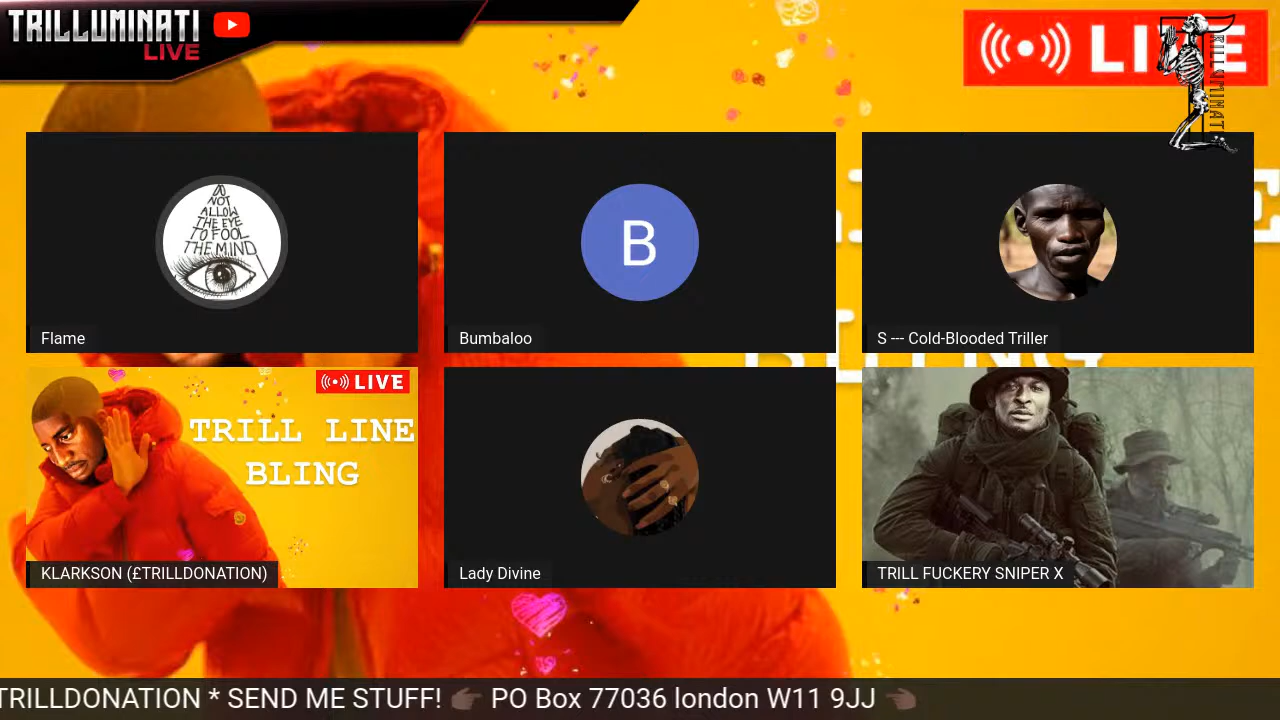 TRILLUMINATI
LIVE
LIVE
TRILLUMINATI
DO
NOT
ALLOW
THE EYE
TO FOOL
THE MIND
Flame
B
Bumbaloo
S --- Cold-Blooded Triller
LIVE
TRILL LINE
BLING
KLARKSON (£TRILLDONATION)
Lady Divine
TRILL FUCKERY SNIPER X
TRILLDONATION * SEND ME STUFF! PO Box 77036 london W11 9JJ